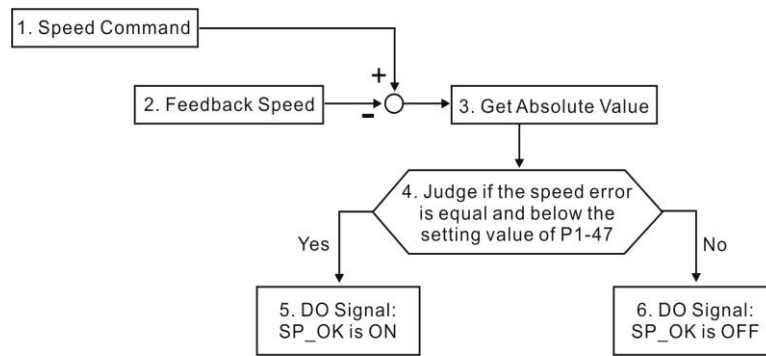 1. Speed Command
+
2. Feedback Speed
-
3. Get Absolute Value
4. Judge if the speed error
is equal and below the
setting value of P1-47
Yes
No
5. DO Signal:
SP_OK is ON
6. DO Signal:
SP_OK is OFF